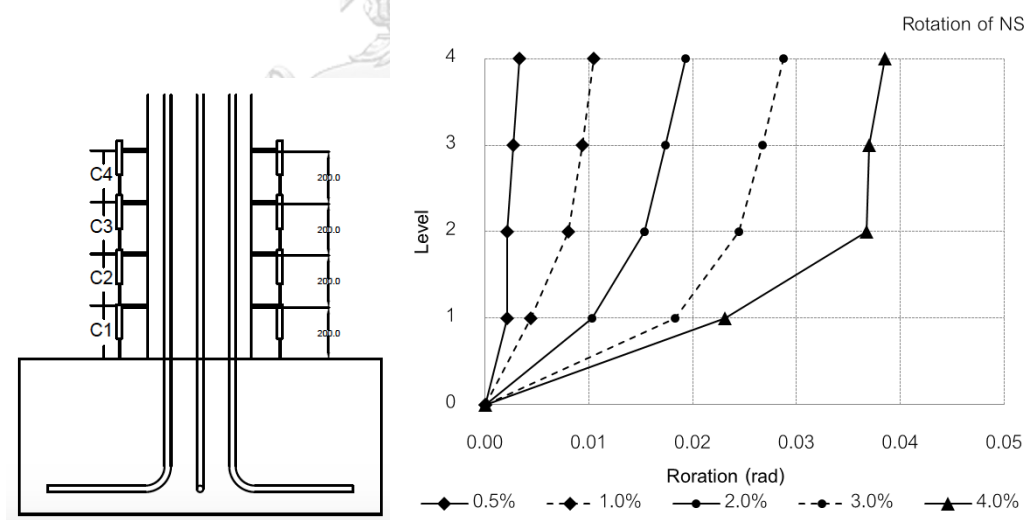 C4
200.0
C3
200.0
C2
200.0
C1
200.0
Rotation of NS
Level
4
3
2
1
0
0.00 0.01 0.02 0.03 0.04 0.05
Roration (rad)
0.5% 1.0% 2.0% 3.0% 4.0%